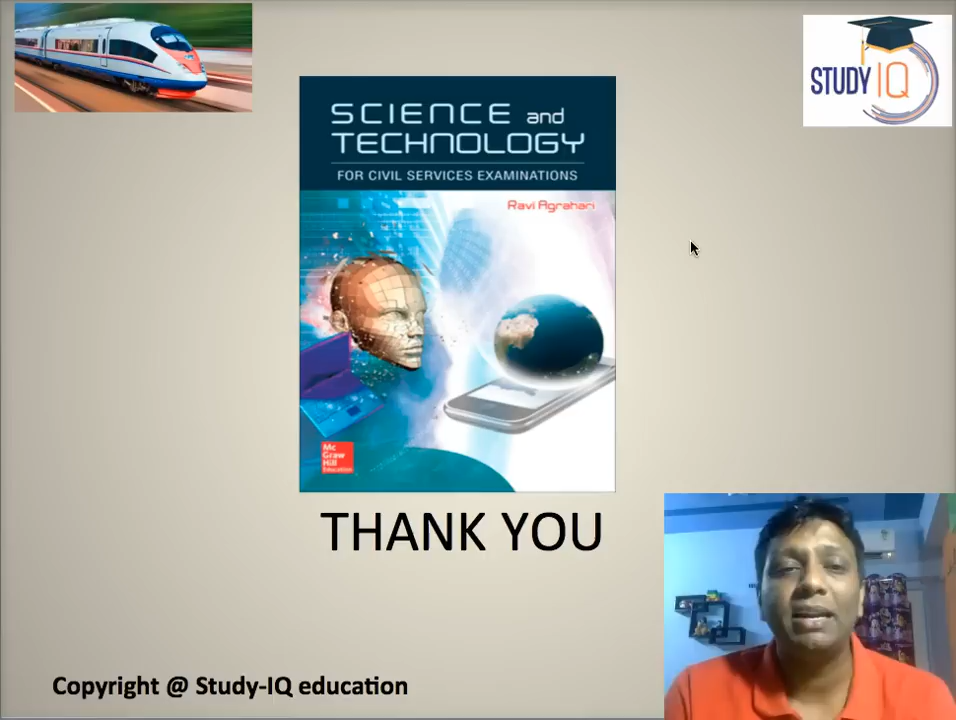 STUDY IQ
SCIENCE and
TECHNOLOGY
FOR CIVIL SERVICES EXAMINATIONS
Ravi Agrahari
Mc
Graw
Hill
Education
THANK YOU
Copyright @ Study-IQ education